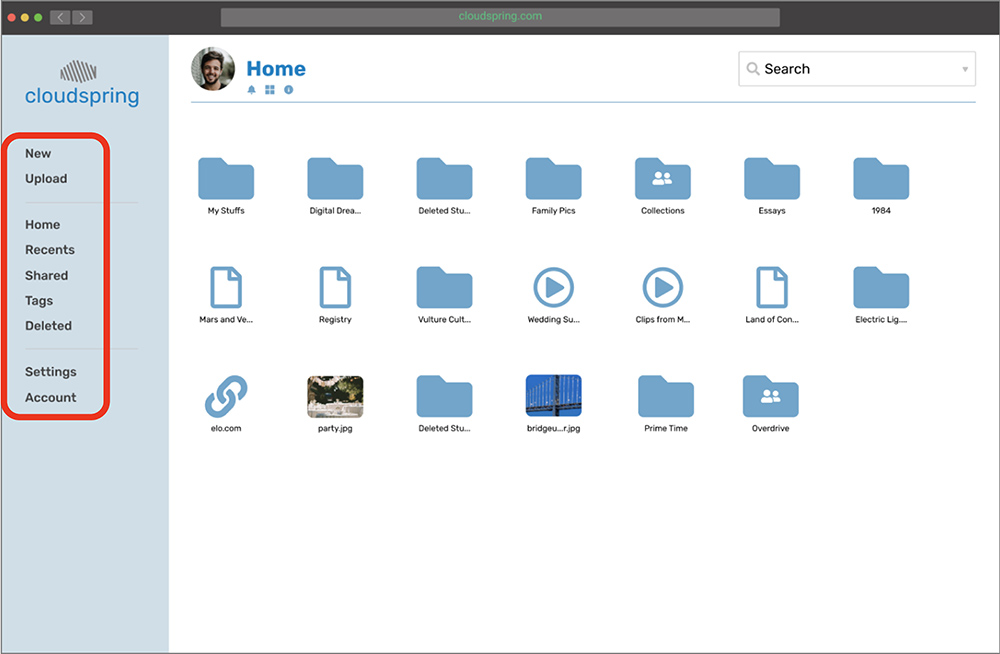 cloudspring.com
cloudspring
New
Upload
Home
Recents
Shared
Tags
Deleted
Settings
Account
Home
Search
My Stuffs
Digital Drea...
Deleted Stu...
Family Pics
Collections
Essays
1984
Mars and Ve...
Registry
Vulture Cult...
Wedding Su...
Clips from M...
Land of Con...
Electric Lig....
elo.com
party.jpg
Deleted Stu...
bridgeu...r.jpg
Prime Time
Overdrive